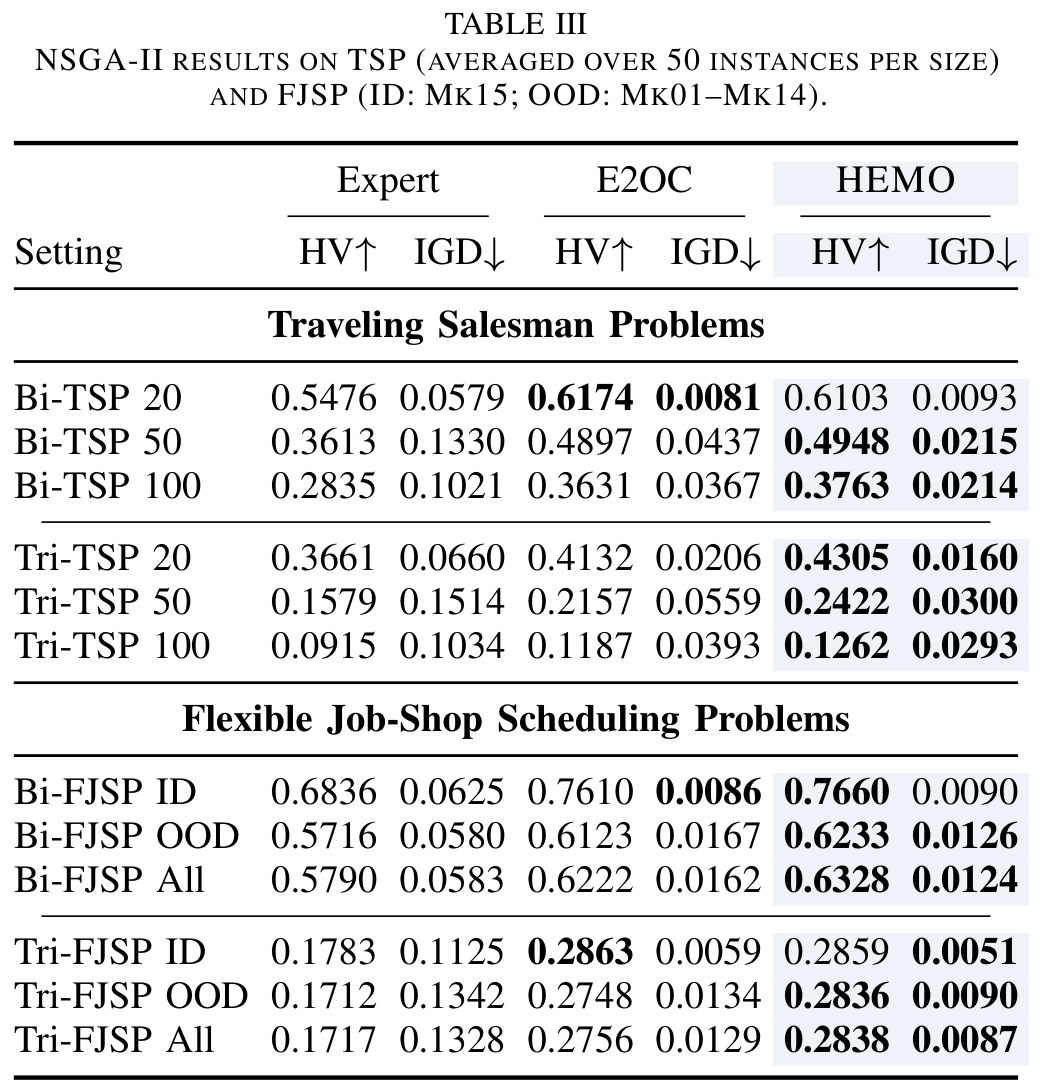 TABLE III
NSGA-II RESULTS ON TSP (AVERAGED OVER 50 INSTANCES PER SIZE)
AND FJSP (ID: MK15; OOD: MK01–MK14).
Expert E2OC HEMO
Setting HV↑ IGD↓ HV↑ IGD↓ HV↑ IGD↓
Traveling Salesman Problems
Bi-TSP 20 0.5476 0.0579 0.6174 0.0081 0.6103 0.0093
Bi-TSP 50 0.3613 0.1330 0.4897 0.0437 0.4948 0.0215
Bi-TSP 100 0.2835 0.1021 0.3631 0.0367 0.3763 0.0214
Tri-TSP 20 0.3661 0.0660 0.4132 0.0206 0.4305 0.0160
Tri-TSP 50 0.1579 0.1514 0.2157 0.0559 0.2422 0.0300
Tri-TSP 100 0.0915 0.1034 0.1187 0.0393 0.1262 0.0293
Flexible Job-Shop Scheduling Problems
Bi-FJSP ID 0.6836 0.0625 0.7610 0.0086 0.7660 0.0090
Bi-FJSP OOD 0.5716 0.0580 0.6123 0.0167 0.6233 0.0126
Bi-FJSP All 0.5790 0.0583 0.6222 0.0162 0.6328 0.0124
Tri-FJSP ID 0.1783 0.1125 0.2863 0.0059 0.2859 0.0051
Tri-FJSP OOD 0.1712 0.1342 0.2748 0.0134 0.2836 0.0090
Tri-FJSP All 0.1717 0.1328 0.2756 0.0129 0.2838 0.0087